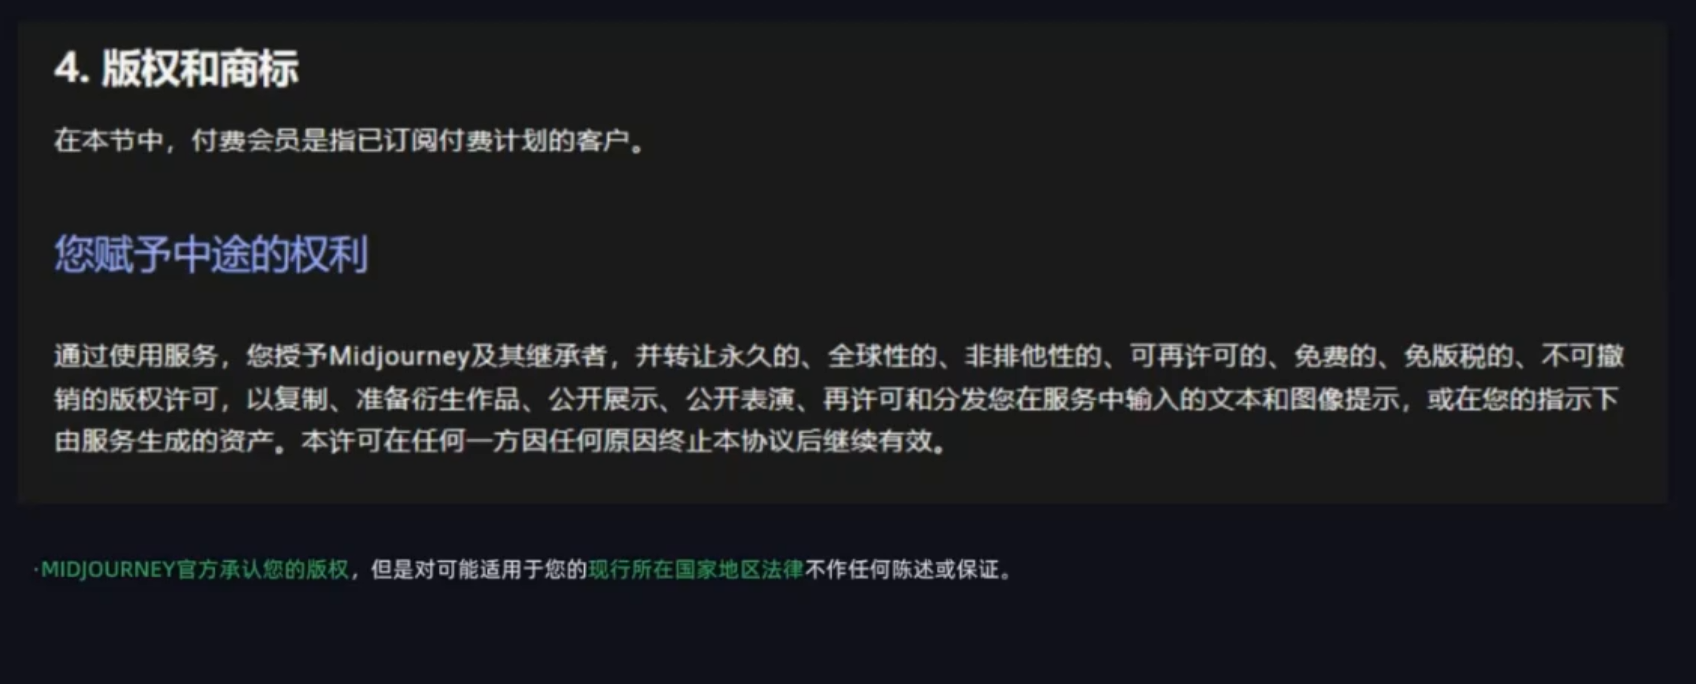 4. 版权和商标
在本节中，付费会员是指已订阅付费计划的客户。
您赋予中途的权利
通过使用服务，您授予Midjourney及其继承者，并转让永久的、全球性的、非排他性的、可再许可的、免费的、免版税的、不可撤
销的版权许可，以复制、准备衍生作品、公开展示、公开表演、再许可和分发您在服务中输入的文本和图像提示，或在您的指示下
由服务生成的资产。本许可在任何一方因任何原因终止本协议后继续有效。
·MIDJOURNEY官方承认您的版权，但是对可能适用于您的现行所在国家地区法律不作任何陈述或保证。